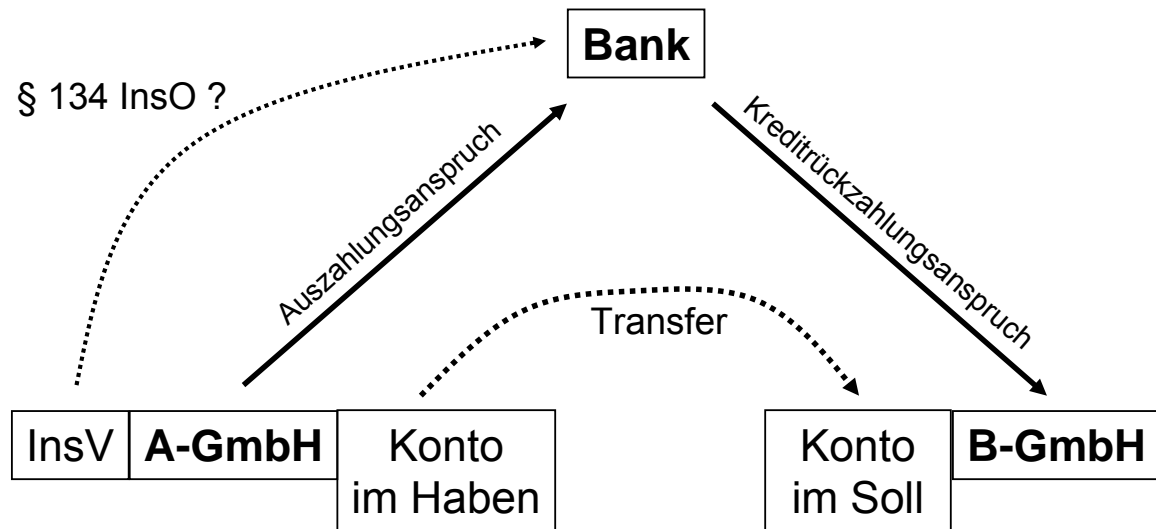 Bank
§ 134 InsO ?
Auszahlungsanspruch
Kreditrückzahlungsanspruch
Transfer
InsV
A-GmbH
Konto
im Haben
Konto
im Soll
B-GmbH